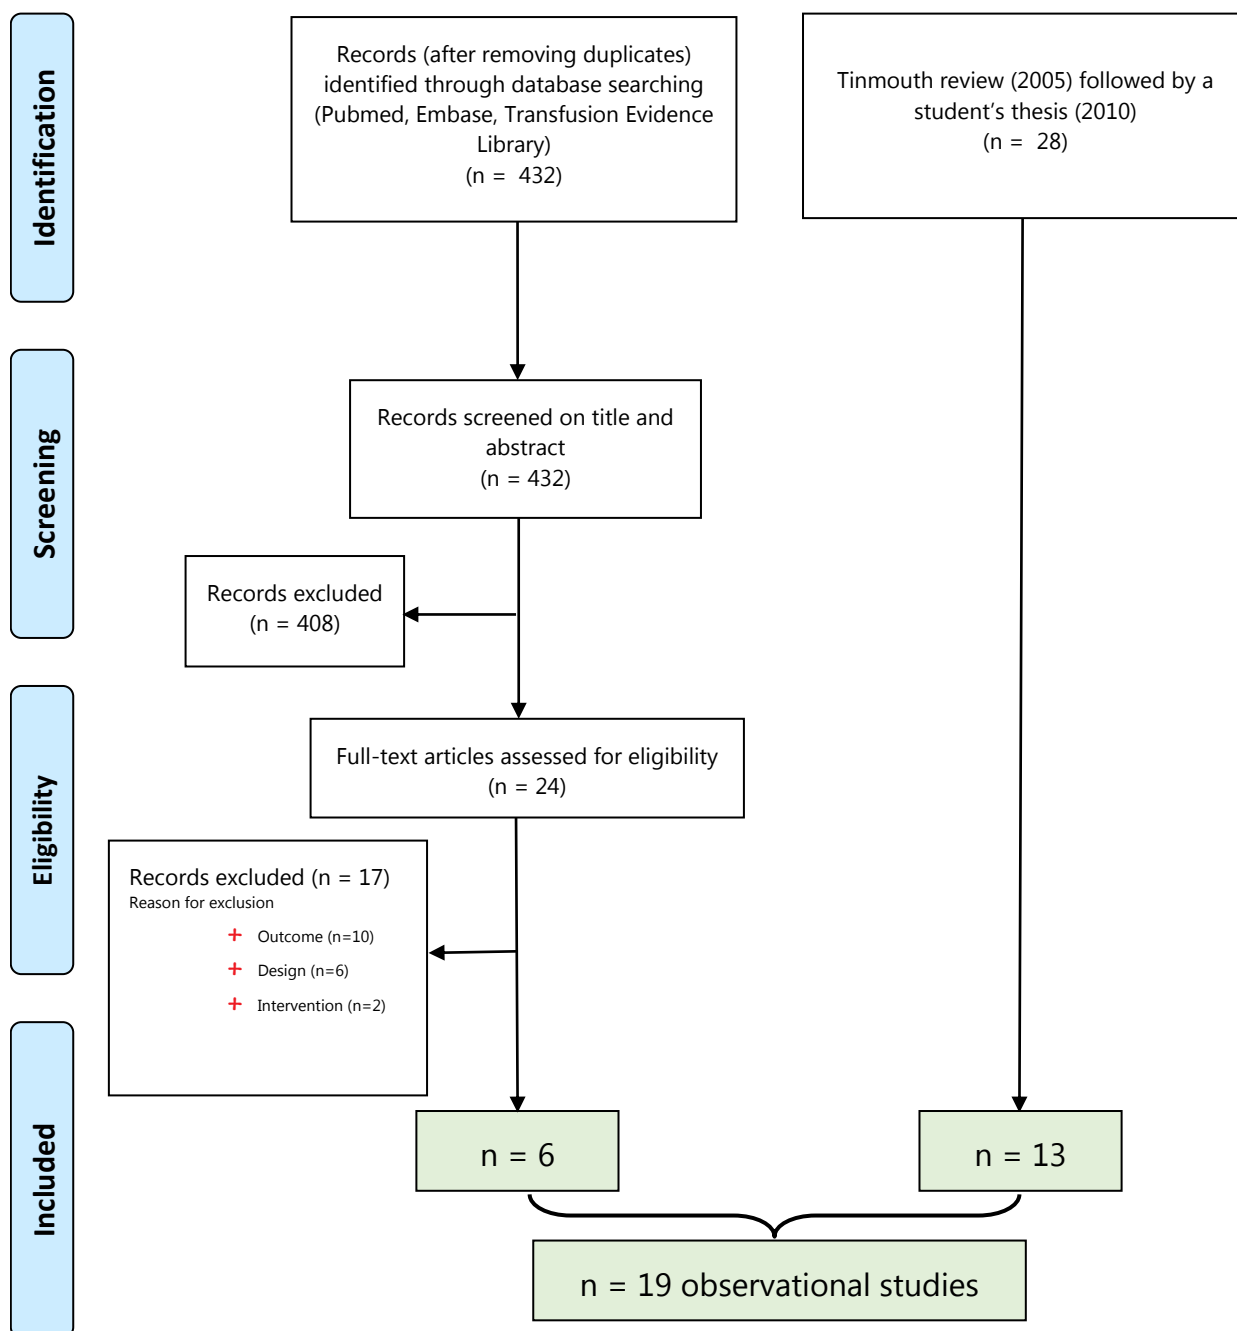 Identification
Records (after removing duplicates)
identified through database searching
(Pubmed, Embase, Transfusion Evidence
Library)
(n = 432)
Tinmouth review (2005) followed by a
student's thesis (2010)
(n = 28)
Screening
Records screened on title and
abstract
(n = 432)
Records excluded
(n = 408)
Eligibility
Full-text articles assessed for eligibility
(n = 24)
Records excluded (n = 17)
Reason for exclusion
+ Outcome (n=10)
+ Design (n=6)
+ Intervention (n=2)
Included
n = 6
n = 13
n = 19 observational studies